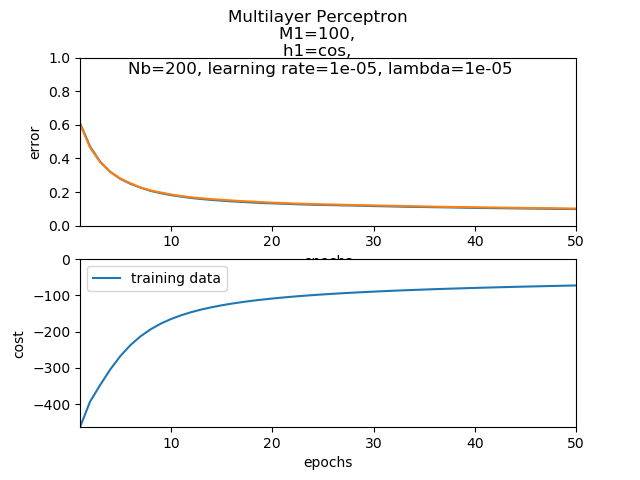 Multilayer Perceptron
M1=100,
h1=cos,
Nb=200, learning rate=1e-05, lambda=1e-05
1.0
0.8
0.6
error
0.4
0.2
0.0
10 20 30 40 50
epochs
0
training data
−100
−200
cost
−300
−400
10 20 30 40 50
epochs